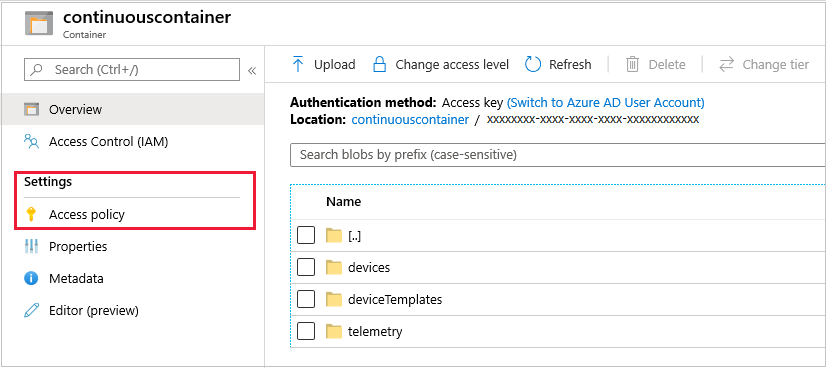 continuouscontainer
Container
Search (Ctrl+/)
«
Overview
Access Control (IAM)
Settings
Access policy
Properties
Metadata
Editor (preview)
Upload
Change access level
Refresh
Delete
Change tier
Authentication method: Access key (Switch to Azure AD User Account)
Location: continuouscontainer / xxxxxxxx-xxxx-xxxx-xxxx-xxxxxxxxxxxx
Search blobs by prefix (case-sensitive)
Name
[..]
devices
deviceTemplates
telemetry